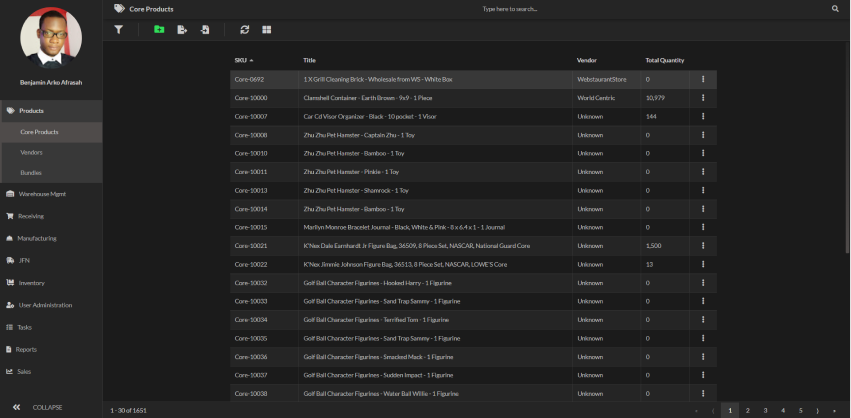 Core Products
Type here to search...
Benjamin Arko Afrasah
Products
Core Products
Vendors
Bundles
Warehouse Mgmt
Receiving
Manufacturing
JFN
Inventory
User Administration
Tasks
Reports
Sales
COLLAPSE
SKU Title Vendor Total Quantity
Core-0692 1 X Grill Cleaning Brick - Wholesale from WS - White Box WebstaurantStore 0
Core-10000 Clamshell Container - Earth Brown - 9x9 - 1 Piece World Centric 10,979
Core-10007 Car Cd Visor Organizer - Black - 10 pocket - 1 Visor Unknown 144
Core-10008 Zhu Zhu Pet Hamster - Captain Zhu - 1 Toy Unknown 0
Core-10010 Zhu Zhu Pet Hamster - Bamboo - 1 Toy Unknown 0
Core-10011 Zhu Zhu Pet Hamster - Pinkie - 1 Toy Unknown 0
Core-10013 Zhu Zhu Pet Hamster - Shamrock - 1 Toy Unknown 0
Core-10014 Zhu Zhu Pet Hamster - Bamboo - 1 Toy Unknown 0
Core-10015 Marilyn Monroe Bracelet Journal - Black, White & Pink - 8 x 6.4 x 1 - 1 Journal Unknown 0
Core-10021 K'Nex Dale Earnhardt Jr Figure Bag, 36509, 8 Piece Set, NASCAR, National Guard Core Unknown 1,500
Core-10022 K'Nex Jimmie Johnson Figure Bag, 36513, 8 Piece Set, NASCAR, LOWE'S Core Unknown 13
Core-10032 Golf Ball Character Figurines - Hooked Harry - 1 Figurine Unknown 0
Core-10033 Golf Ball Character Figurines - Sand Trap Sammy - 1 Figurine Unknown 0
Core-10034 Golf Ball Character Figurines - Terrified Tom - 1 Figurine Unknown 0
Core-10035 Golf Ball Character Figurines - Sand Trap Sammy - 1 Figurine Unknown 0
Core-10036 Golf Ball Character Figurines - Smacked Mack - 1 Figurine Unknown 0
Core-10037 Golf Ball Character Figurines - Sudden Impact - 1 Figurine Unknown 0
Core-10038 Golf Ball Character Figurines - Water Ball Willie - 1 Figurine Unknown 0
1 - 30 of 1651
1 2 3 4 5